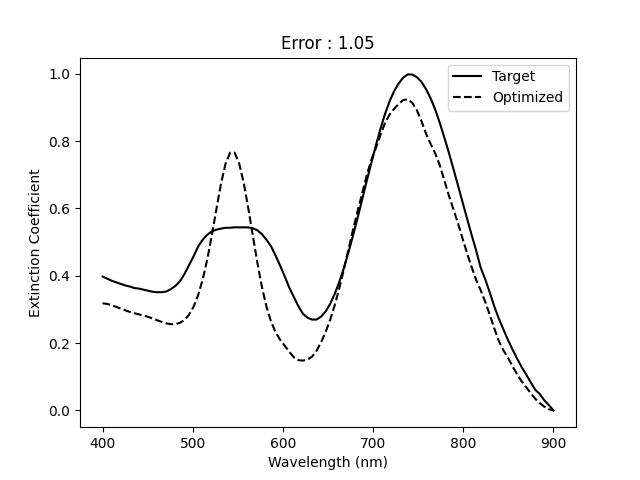 Error : 1.05
Target
Optimized
Extinction Coefficient
1.0
0.8
0.6
0.4
0.2
0.0
400 500 600 700 800 900
Wavelength (nm)